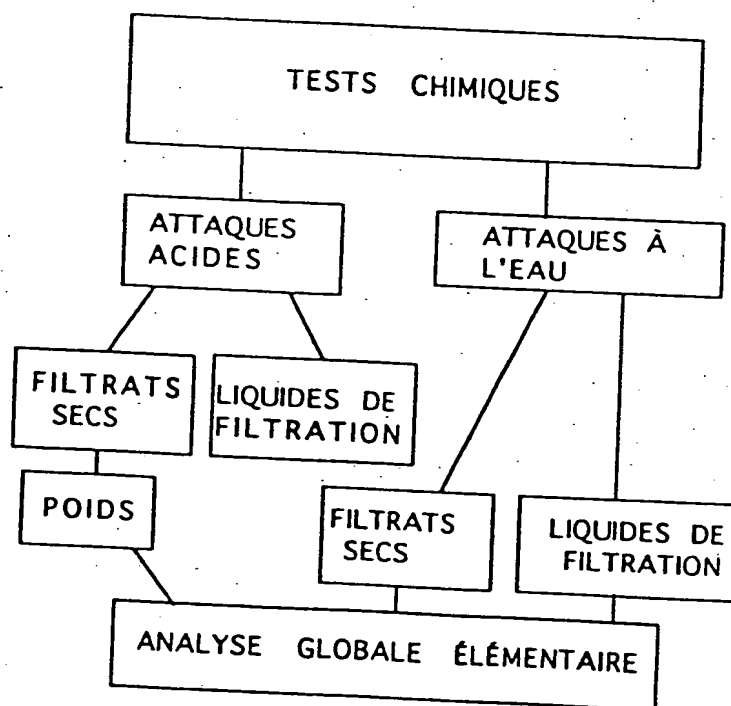 TESTS CHIMIQUES
ATTAQUES
ACIDES
ATTAQUES À
L'EAU
FILTRATS
SECS
LIQUIDES DE
FILTRATION
POIDS
FILTRATS
SECS
LIQUIDES DE
FILTRATION
ANALYSE GLOBALE ÉLÉMENTAIRE